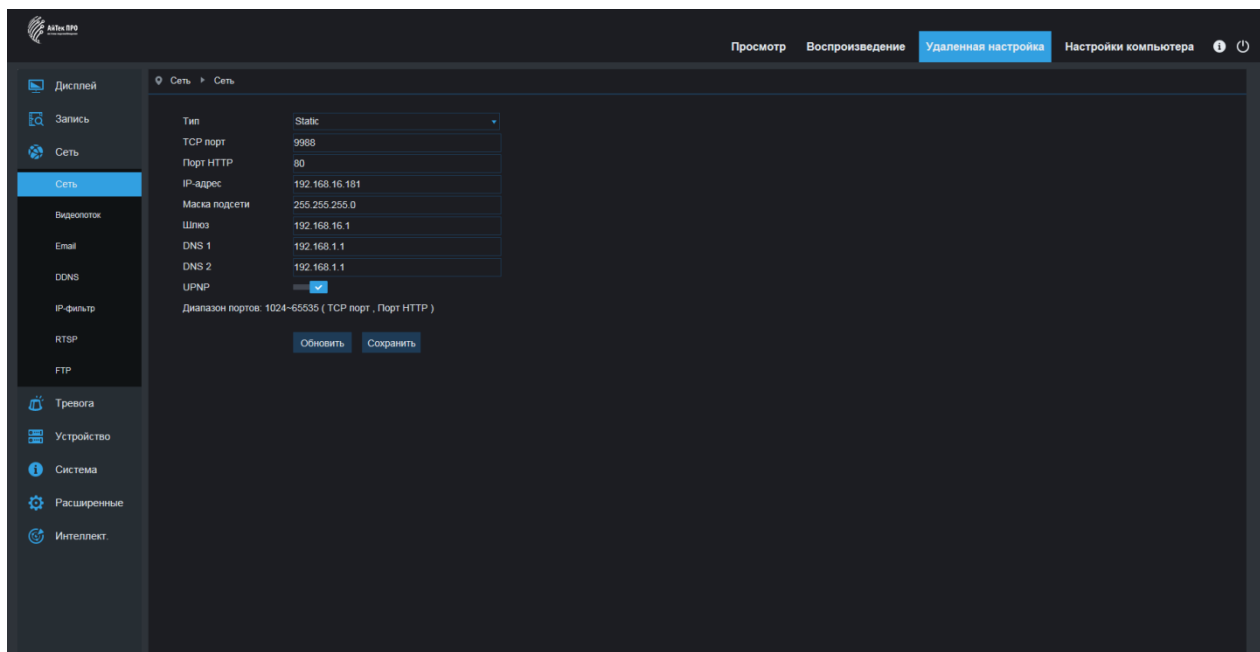 АйТек ПРО
Просмотр Воспроизведение Удаленная настройка Настройки компьютера
Дисплей
Запись
Сеть
Сеть
Видеопоток
Email
DDNS
IP-фильтр
RTSP
FTP
Тревога
Устройство
Система
Расширенные
Интеллект.
Сеть Сеть
Тип Static
TCP порт 9988
Порт HTTP 80
IP-адрес 192.168.16.181
Маска подсети 255.255.255.0
Шлюз 192.168.16.1
DNS 1 192.168.1.1
DNS 2 192.168.1.1
UPNP
Диапазон портов: 1024~65535 ( TCP порт , Порт HTTP )
Обновить Сохранить